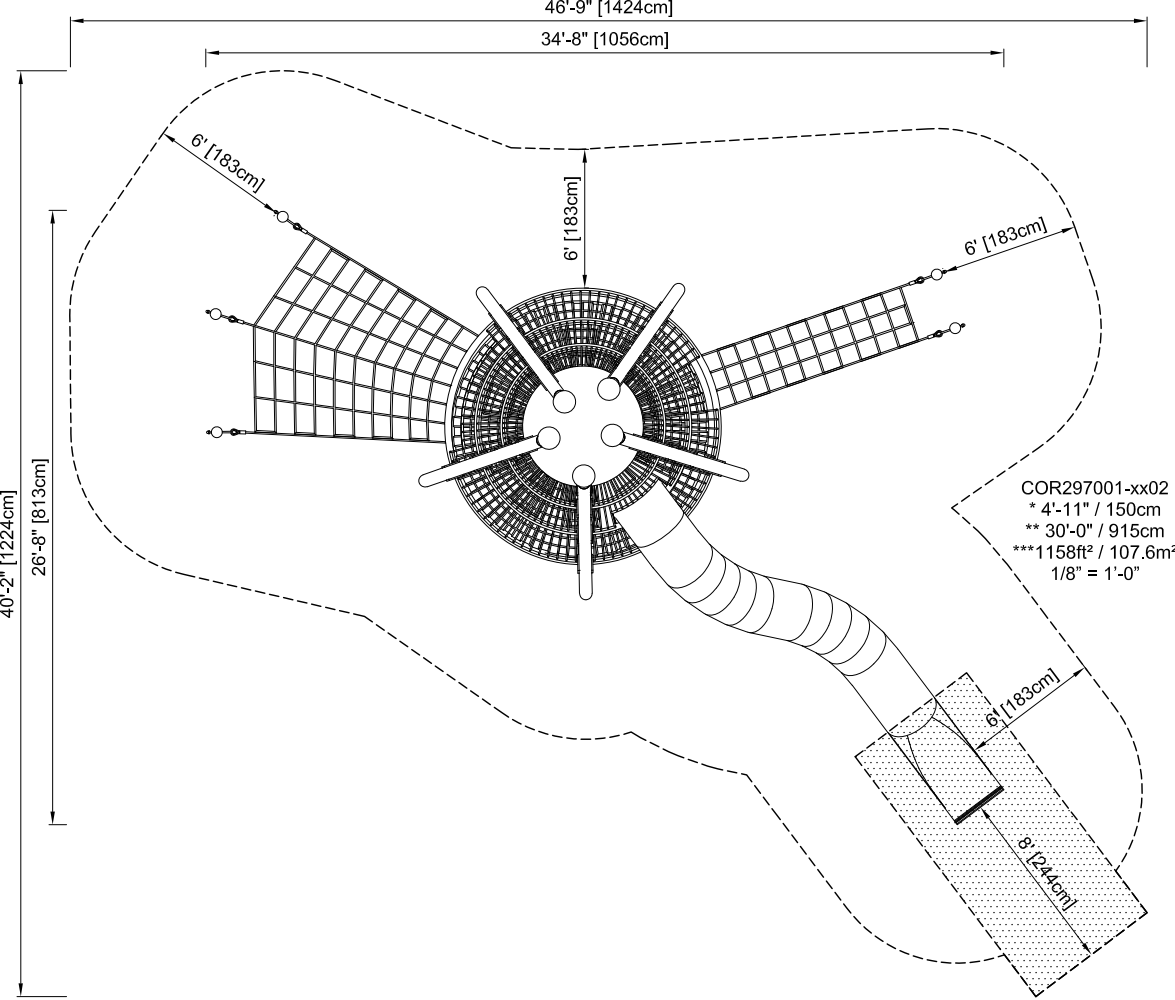 46'-9" [1424cm]
34'-8" [1056cm]
6' [183cm]
6' [183cm]
6' [183cm]
40'-2" [1224cm]
26'-8" [813cm]
COR297001-xx02
* 4'-11" / 150cm
** 30'-0" / 915cm
***1158ft² / 107.6m²
1/8” = 1’-0”
6' [183cm]
8' [244cm]